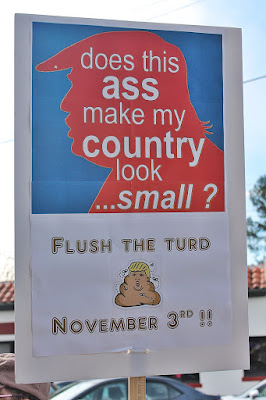 does this
ass
make my
country
look
...small ?
Flush the turd
November 3rd !!